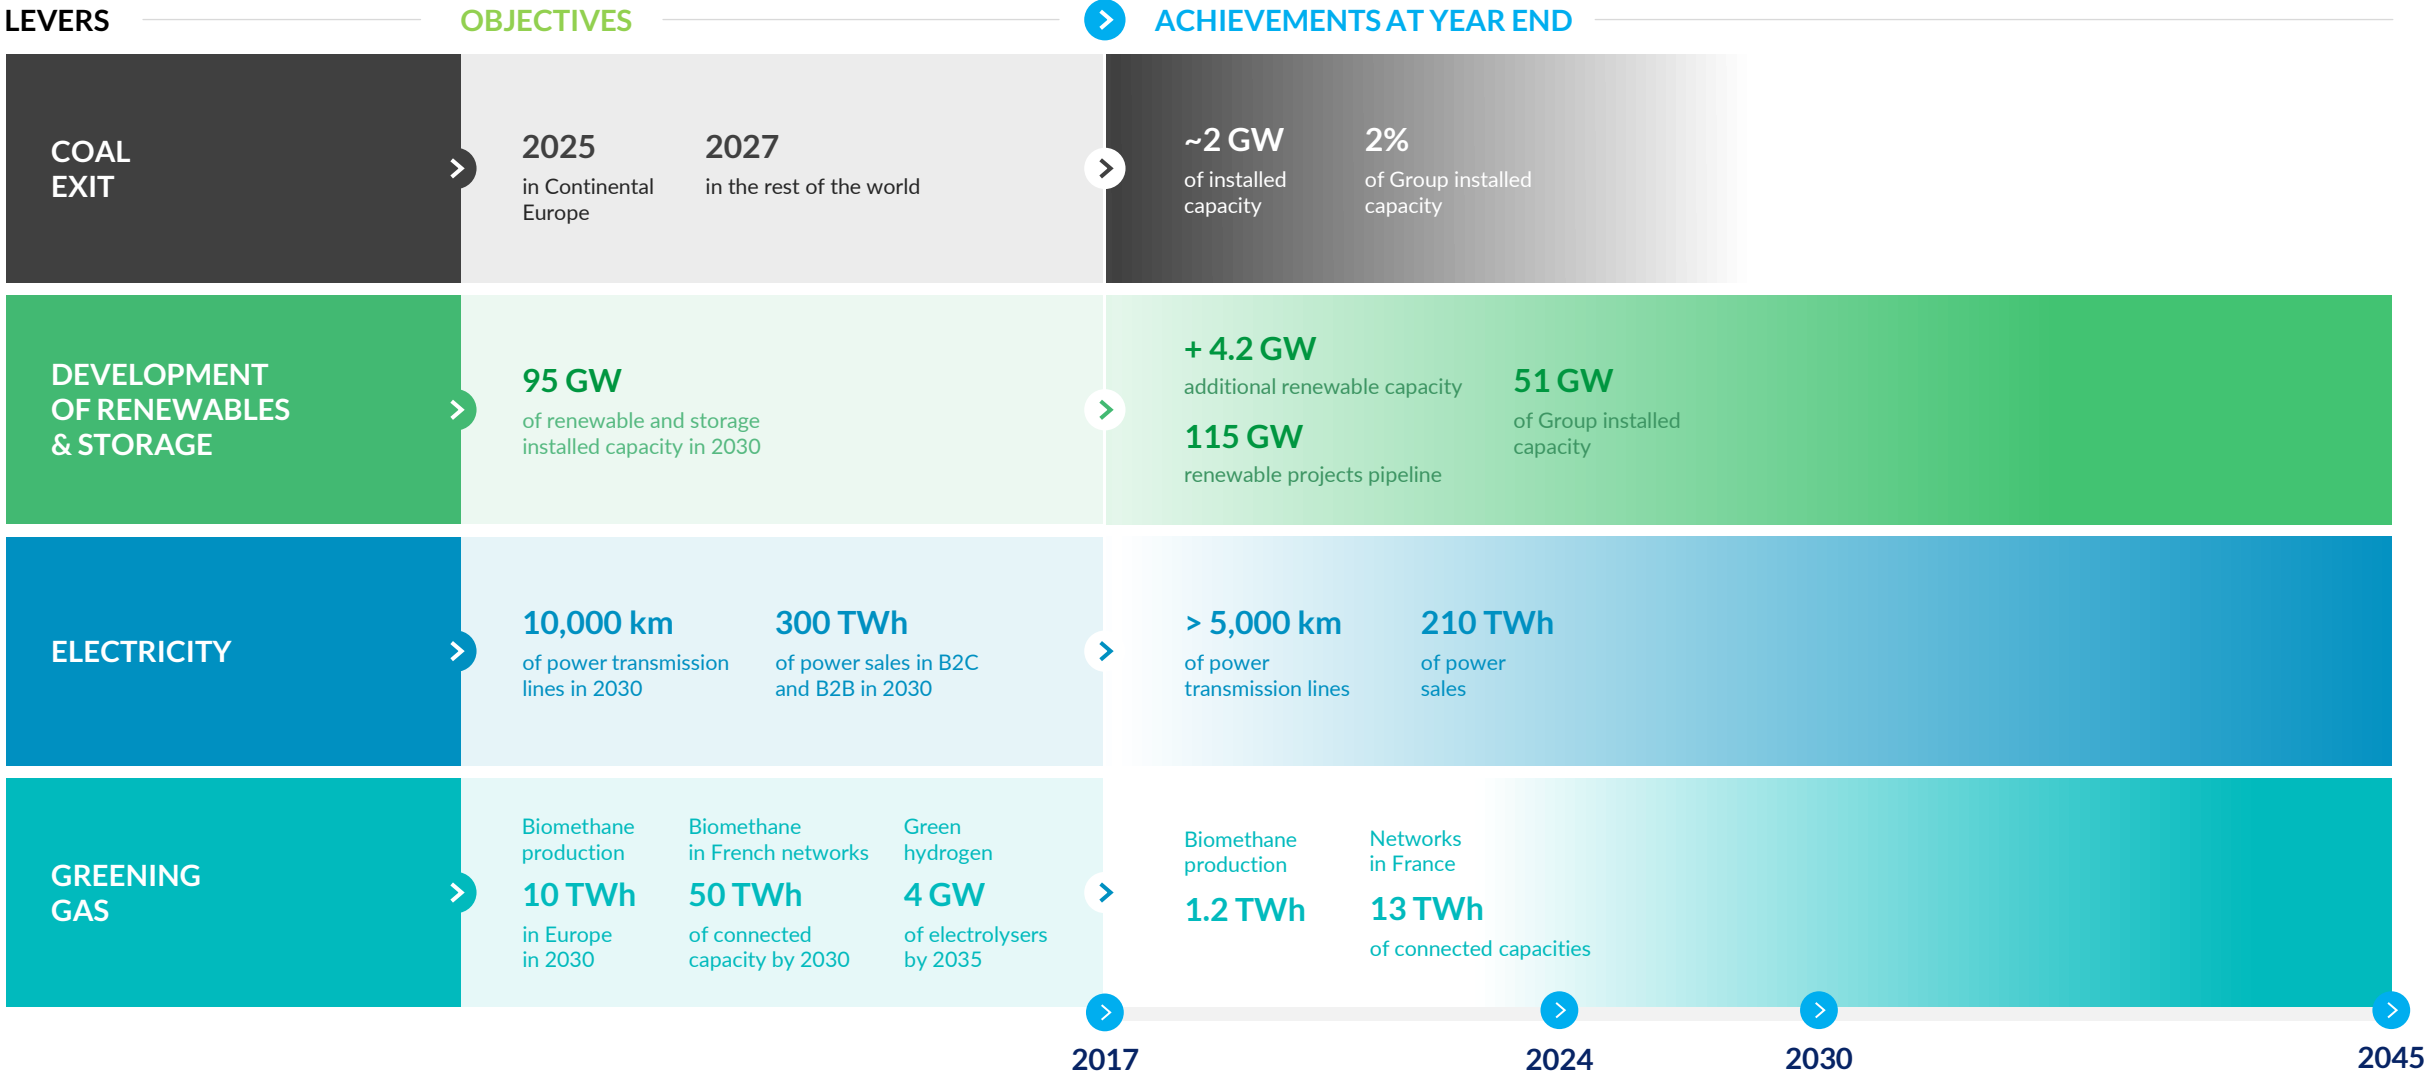 LEVERS
OBJECTIVES
ACHIEVEMENTS AT YEAR END
COAL
EXIT
2025
in Continental
Europe
2027
in the rest of the world
~2 GW
of installed
capacity
2%
of Group installed
capacity
DEVELOPMENT
OF RENEWABLES
& STORAGE
95 GW
of renewable and storage
installed capacity in 2030
+ 4.2 GW
additional renewable capacity
115 GW
renewable projects pipeline
51 GW
of Group installed
capacity
ELECTRICITY
10,000 km
of power transmission
lines in 2030
300 TWh
of power sales in B2C
and B2B in 2030
> 5,000 km
of power
transmission lines
210 TWh
of power
sales
GREENING
GAS
Biomethane
production
10 TWh
in Europe
in 2030
Biomethane
in French networks
50 TWh
of connected
capacity by 2030
Green
hydrogen
4 GW
of electrolysers
by 2035
Biomethane
production
1.2 TWh
Networks
in France
13 TWh
of connected capacities
2017
2024
2030
2045